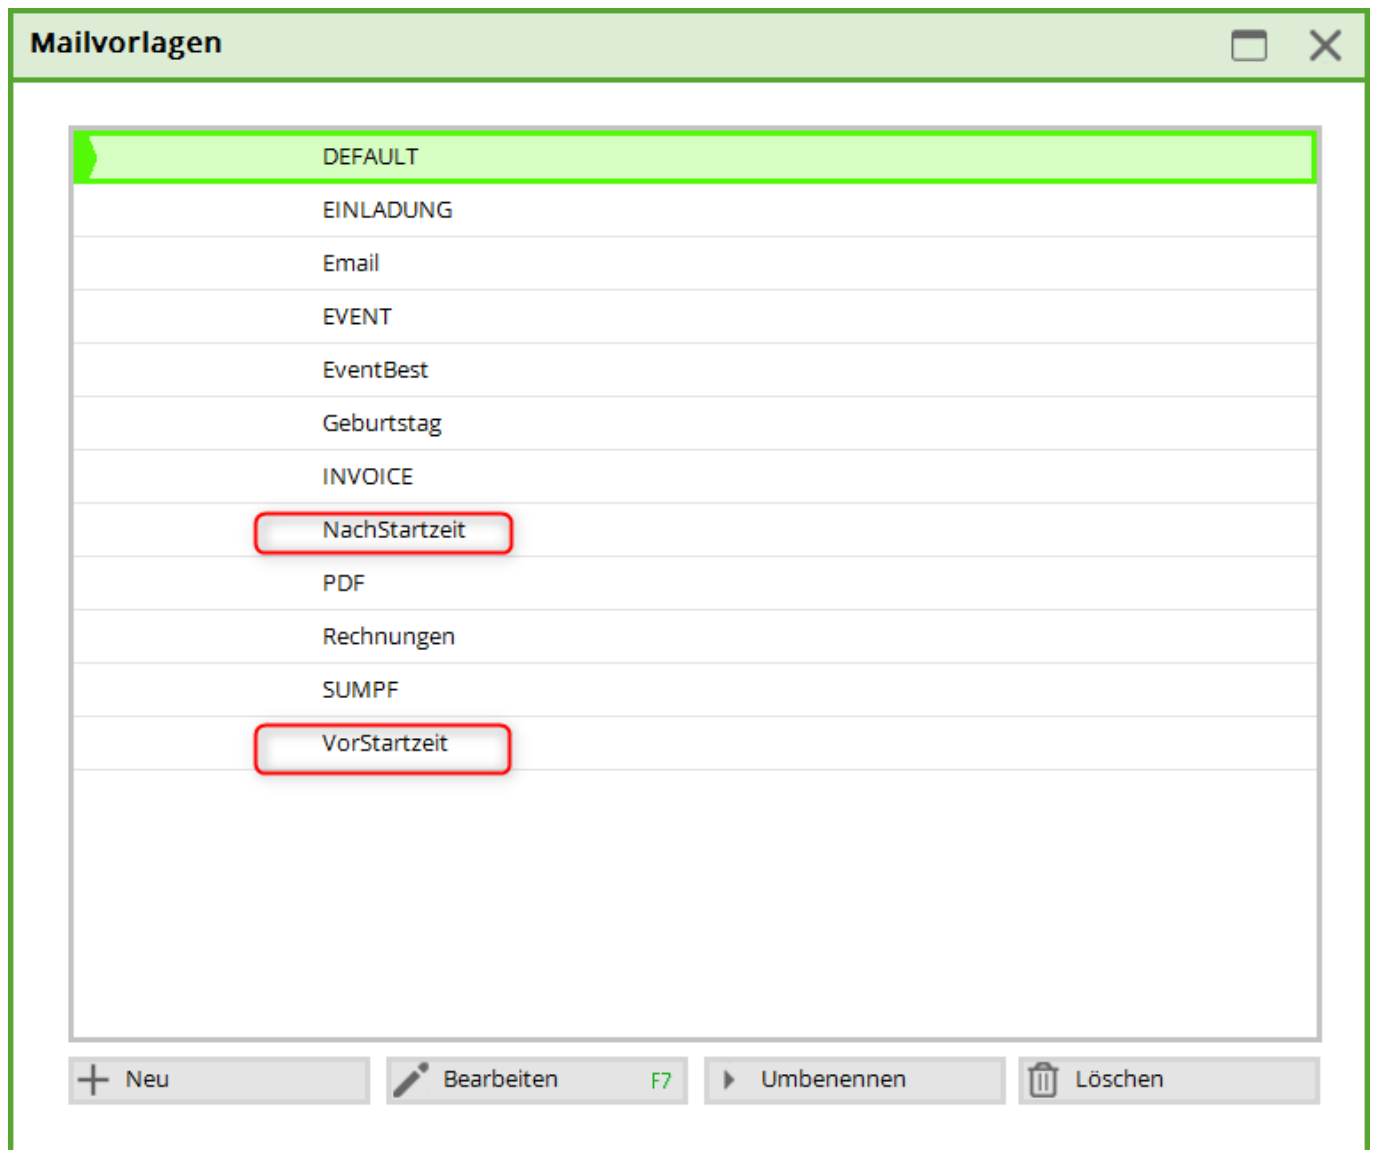 Mailvorlagen
DEFAULT
EINLADUNG
Email
EVENT
EventBest
Geburtstag
INVOICE
NachStartzeit
PDF
Rechnungen
SUMPF
VorStartzeit
Neu Bearbeiten F7 Umbenennen Löschen